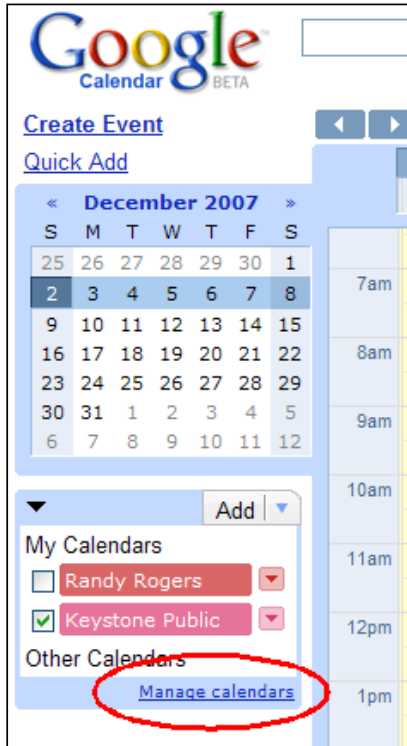 Google™
Calendar BETA
Create Event
Quick Add
« December 2007 »
S M T W T F S
25 26 27 28 29 30 1
2 3 4 5 6 7 8
9 10 11 12 13 14 15
16 17 18 19 20 21 22
23 24 25 26 27 28 29
30 31 1 2 3 4 5
6 7 8 9 10 11 12
Add
My Calendars
Randy Rogers
Keystone Public
Other Calendars
Manage calendars
7am
8am
9am
10am
11am
12pm
1pm